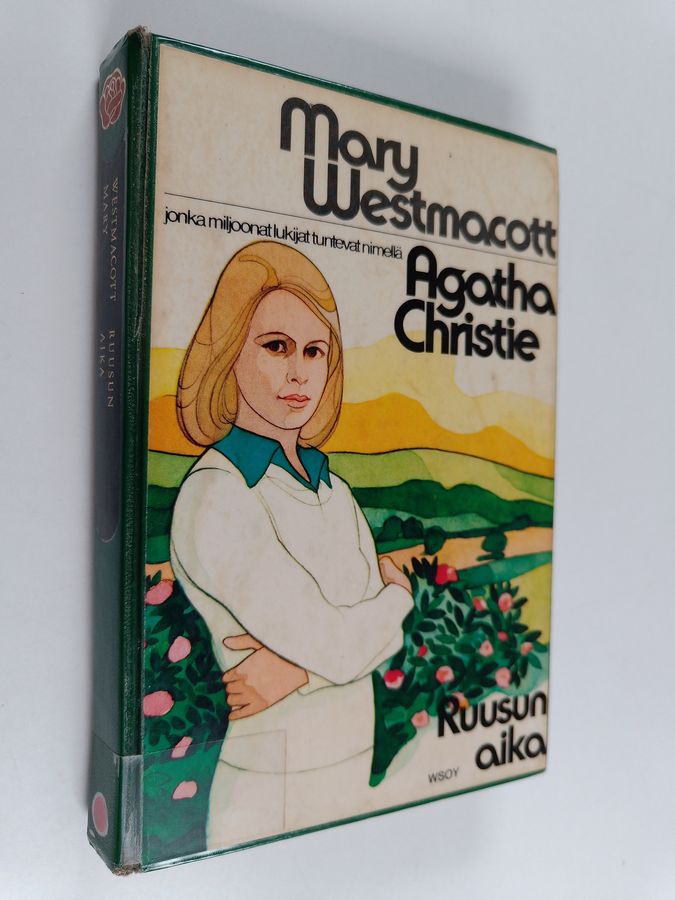 Mary
Westmacott
jonka miljoonat lukijat tuntevat nimellä
Agatha
Christie
Ruusun
aika
WSOY
WESTMACOTT RUUSUN
MARY AIKA